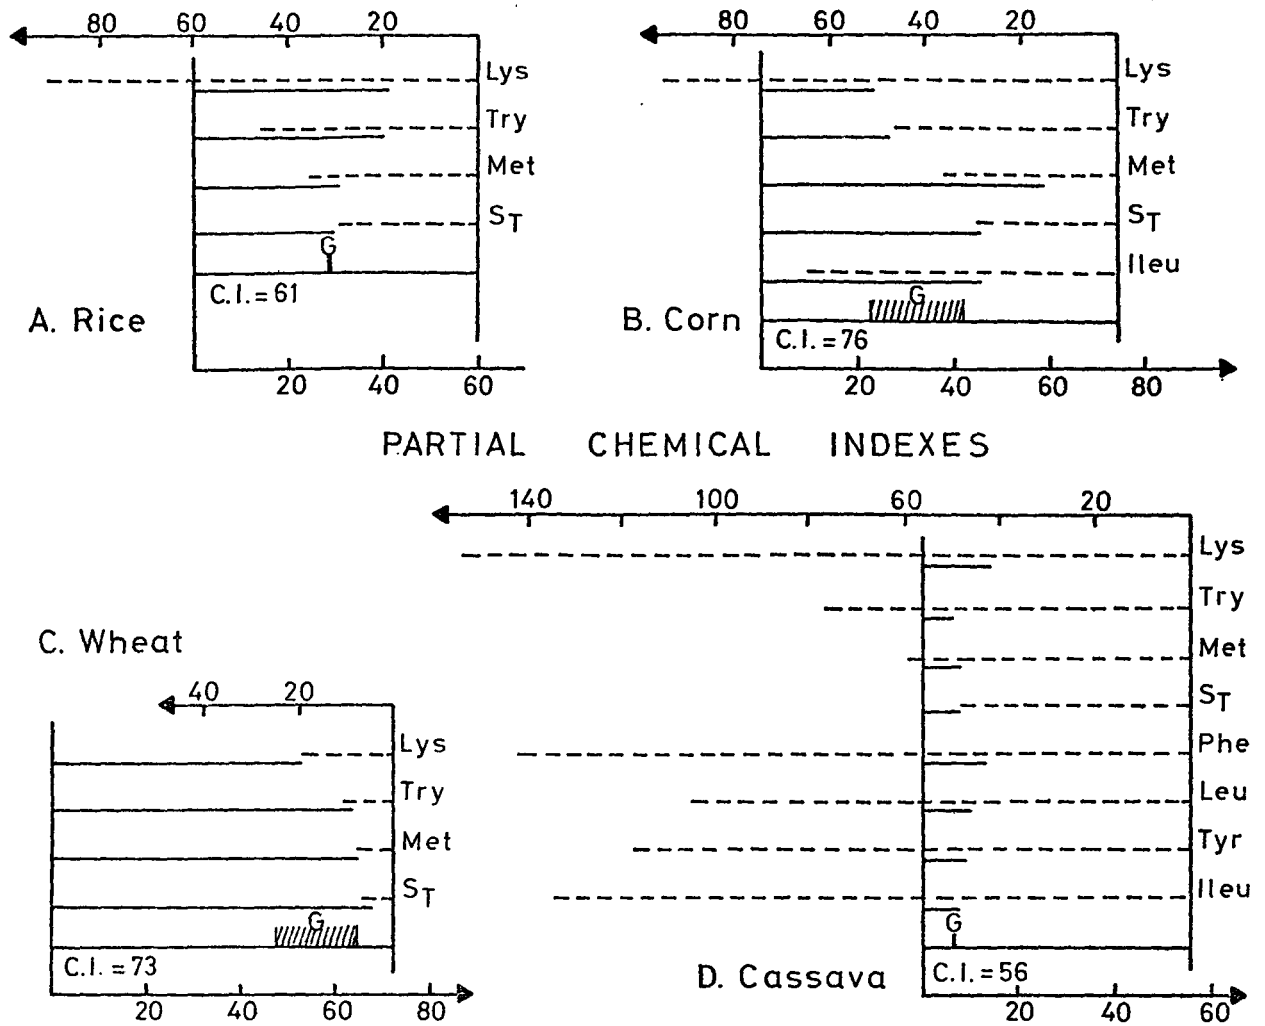 80 60 40 20
Lys
Try
Met
ST
G
C.I.=61
A. Rice
20 40 60
80 60 40 20
Lys
Try
Met
ST
Ileu
G
C.I.=76
B. Corn
20 40 60 80
PARTIAL CHEMICAL INDEXES
C. Wheat
40 20
Lys
Try
Met
ST
G
C.I.=73
20 40 60 80
140 100 60 20
Lys
Try
Met
ST
Phe
Leu
Tyr
Ileu
G
C.I.=56
D. Cassava
20 40 60